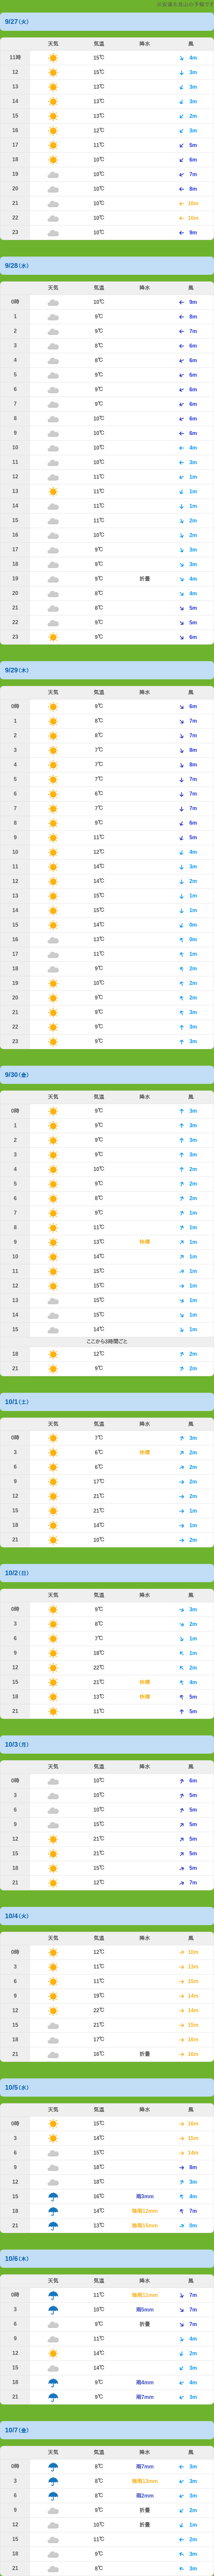 9/27(火)
天気 気温 降水 風
11時 15℃ 4m
12 15℃ 3m
13 13℃ 3m
14 13℃ 3m
15 13℃ 2m
16 12℃ 3m
17 11℃ 5m
18 10℃ 6m
19 10℃ 7m
20 10℃ 8m
21 10℃ 10m
22 10℃ 10m
23 10℃ 9m
9/28(水)
天気 気温 降水 風
0時 10℃ 9m
1 9℃ 8m
2 9℃ 7m
3 8℃ 6m
4 8℃ 6m
5 9℃ 6m
6 9℃ 6m
7 9℃ 6m
8 10℃ 6m
9 10℃ 6m
10 10℃ 4m
11 10℃ 3m
12 11℃ 1m
13 11℃ 1m
14 11℃ 1m
15 11℃ 2m
16 10℃ 2m
17 9℃ 3m
18 9℃ 3m
19 9℃ 折畳 4m
20 8℃ 4m
21 8℃ 5m
22 9℃ 5m
23 9℃ 6m
9/29(木)
天気 気温 降水 風
0時 9℃ 6m
1 8℃ 7m
2 8℃ 7m
3 7℃ 8m
4 7℃ 8m
5 7℃ 7m
6 6℃ 7m
7 7℃ 7m
8 9℃ 6m
9 11℃ 5m
10 12℃ 4m
11 14℃ 3m
12 14℃ 2m
13 15℃ 1m
14 15℃ 1m
15 14℃ 0m
16 13℃ 0m
17 11℃ 1m
18 9℃ 2m
19 10℃ 2m
20 9℃ 2m
21 9℃ 3m
22 9℃ 3m
23 9℃ 3m
9/30(金)
天気 気温 降水 風
0時 9℃ 3m
1 9℃ 3m
2 9℃ 3m
3 9℃ 3m
4 10℃ 2m
5 9℃ 2m
6 8℃ 2m
7 9℃ 1m
8 11℃ 1m
9 13℃ 快晴 1m
10 14℃ 1m
11 15℃ 1m
12 15℃ 1m
13 15℃ 1m
14 15℃ 1m
15 14℃ 1m
ここから3時間ごと
18 12℃ 2m
21 9℃ 2m
10/1(土)
天気 気温 降水 風
0時 7℃ 3m
3 6℃ 快晴 2m
6 6℃ 2m
9 17℃ 2m
12 21℃ 2m
15 21℃ 1m
18 14℃ 1m
21 10℃ 2m
10/2(日)
天気 気温 降水 風
0時 9℃ 3m
3 8℃ 2m
6 7℃ 1m
9 18℃ 1m
12 22℃ 2m
15 21℃ 快晴 4m
18 13℃ 快晴 5m
21 11℃ 5m
10/3(月)
天気 気温 降水 風
0時 10℃ 6m
3 10℃ 5m
6 10℃ 5m
9 15℃ 5m
12 21℃ 5m
15 21℃ 5m
18 15℃ 5m
21 12℃ 7m
10/4(火)
天気 気温 降水 風
0時 12℃ 10m
3 11℃ 13m
6 11℃ 15m
9 19℃ 14m
12 22℃ 14m
15 21℃ 15m
18 17℃ 16m
21 16℃ 折畳 16m
10/5(水)
天気 気温 降水 風
0時 15℃ 16m
3 14℃ 15m
6 15℃ 14m
9 18℃ 8m
12 18℃ 3m
15 16℃ 雨3mm 4m
18 14℃ 強雨12mm 7m
21 13℃ 強雨15mm 0m
10/6(木)
天気 気温 降水 風
0時 11℃ 強雨11mm 7m
3 10℃ 雨5mm 7m
6 9℃ 折畳 7m
9 11℃ 4m
12 14℃ 2m
15 14℃ 3m
18 9℃ 雨4mm 4m
21 9℃ 雨7mm 3m
10/7(金)
天気 気温 降水 風
0時 8℃ 雨7mm 3m
3 8℃ 強雨13mm 3m
6 8℃ 雨2mm 3m
9 9℃ 折畳 2m
12 10℃ 折畳 1m
15 11℃ 2m
18 9℃ 3m
21 8℃ 3m